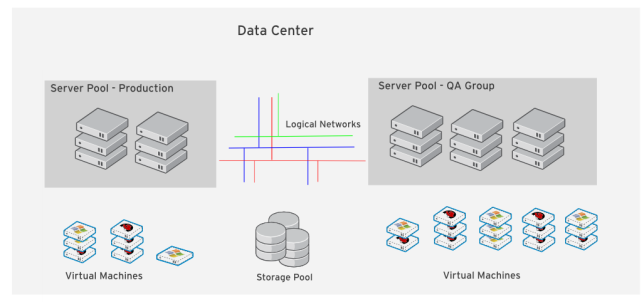 Data Center
Server Pool - Production
Server Pool - QA Group
Logical Networks
Virtual Machines
Storage Pool
Virtual Machines